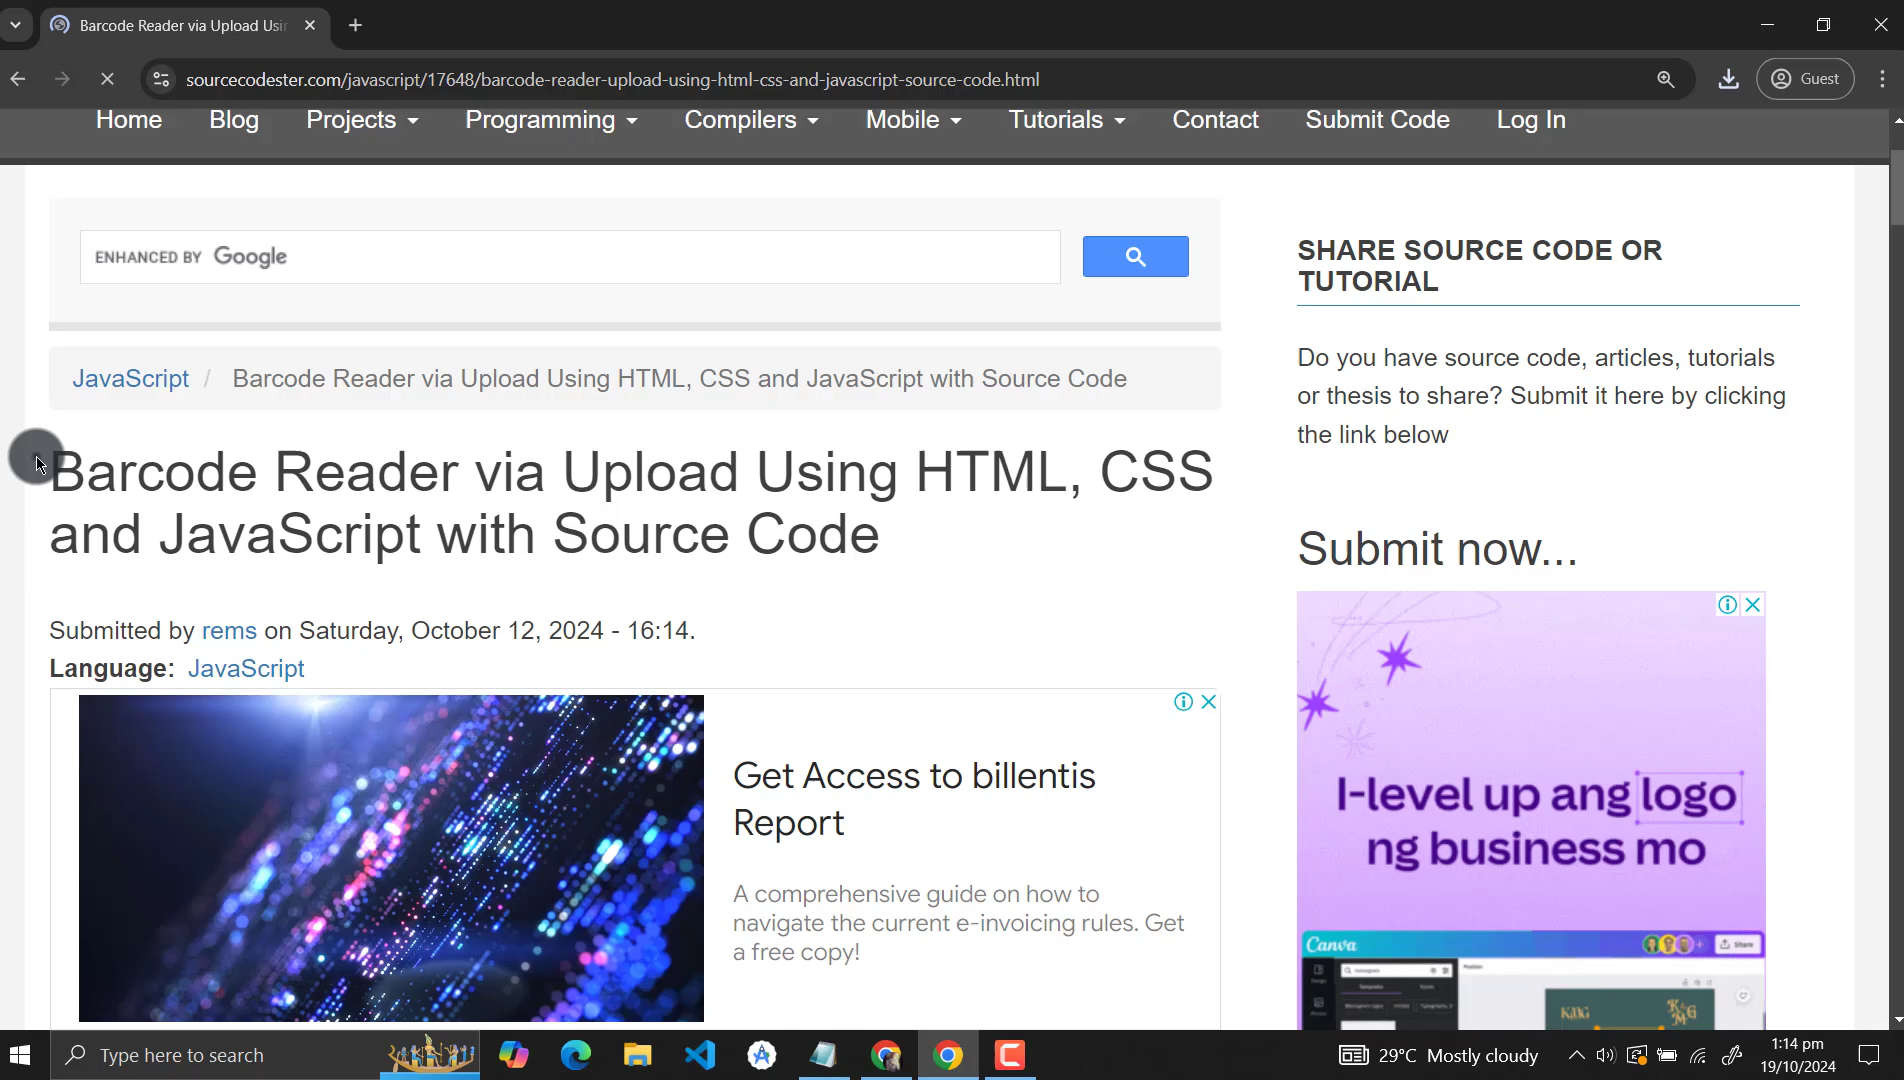 Barcode Reader via Upload Usin
sourcecodester.com/javascript/17648/barcode-reader-upload-using-html-css-and-javascript-source-code.html
Guest
Home
Blog
Projects
Programming
Compilers
Mobile
Tutorials
Contact
Submit Code
Log In
ENHANCED BY Google
JavaScript / Barcode Reader via Upload Using HTML, CSS and JavaScript with Source Code
Barcode Reader via Upload Using HTML, CSS
and JavaScript with Source Code
Submitted by rems on Saturday, October 12, 2024 - 16:14.
Language: JavaScript
Get Access to billentis
Report
A comprehensive guide on how to
navigate the current e-invoicing rules. Get
a free copy!
SHARE SOURCE CODE OR
TUTORIAL
Do you have source code, articles, tutorials
or thesis to share? Submit it here by clicking
the link below
Submit now...
I-level up ang logo
ng business mo
Canva
Share
Type here to search
29°C Mostly cloudy
1:14 pm
19/10/2024